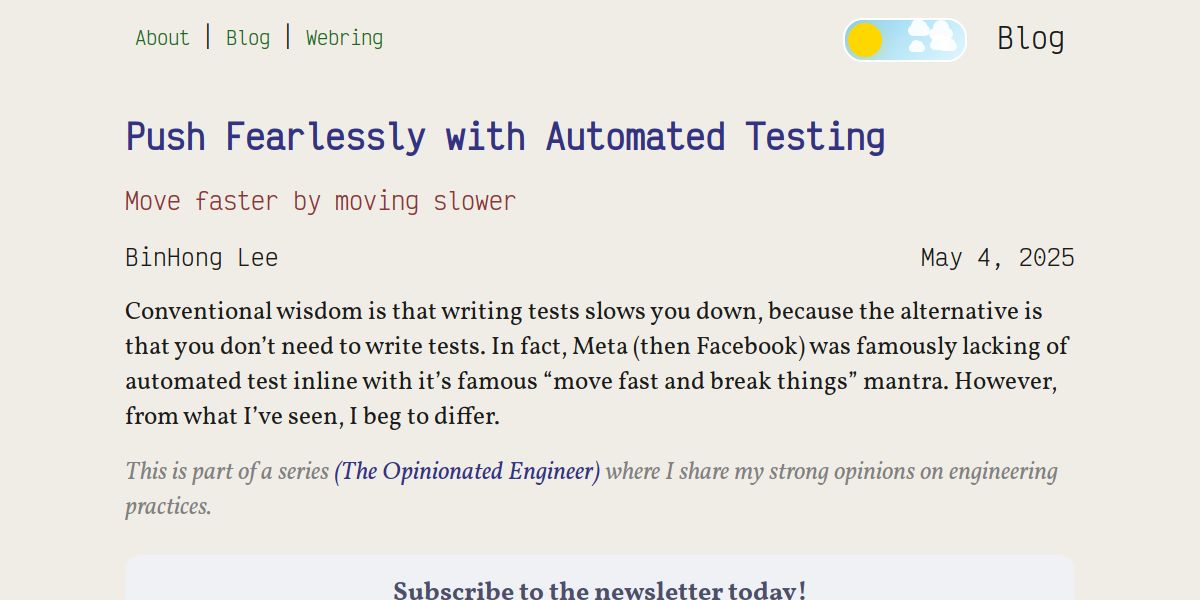 About | Blog | Webring
Blog
Push Fearlessly with Automated Testing
Move faster by moving slower
BinHong Lee May 4, 2025
Conventional wisdom is that writing tests slows you down, because the alternative is
that you don’t need to write tests. In fact, Meta (then Facebook) was famously lacking of
automated test inline with it’s famous “move fast and break things” mantra. However,
from what I’ve seen, I beg to differ.
This is part of a series (The Opinionated Engineer) where I share my strong opinions on engineering
practices.
Subscribe to the newsletter today!